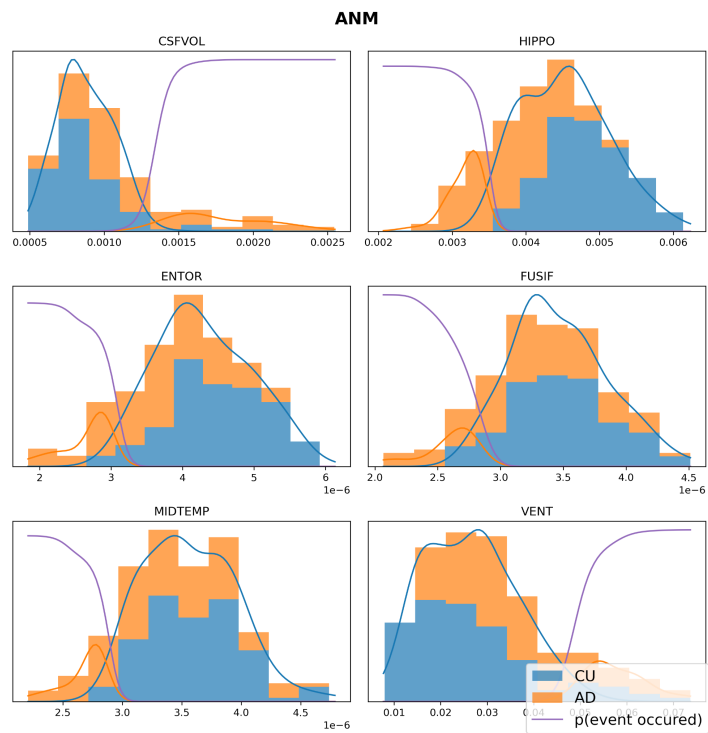 ANM
CSFVOL
HIPPO
0.0005 0.0010 0.0015 0.0020 0.0025
0.002 0.003 0.004 0.005 0.006
ENTOR
FUSIF
2 3 4 5 6
1e−6
2.0 2.5 3.0 3.5 4.0 4.5
1e−6
MIDTEMP
VENT
2.5 3.0 3.5 4.0 4.5
1e−6
0.01 0.02 0.03 0.04 0.05 0.06 0.07
CU
AD
p(event occured)